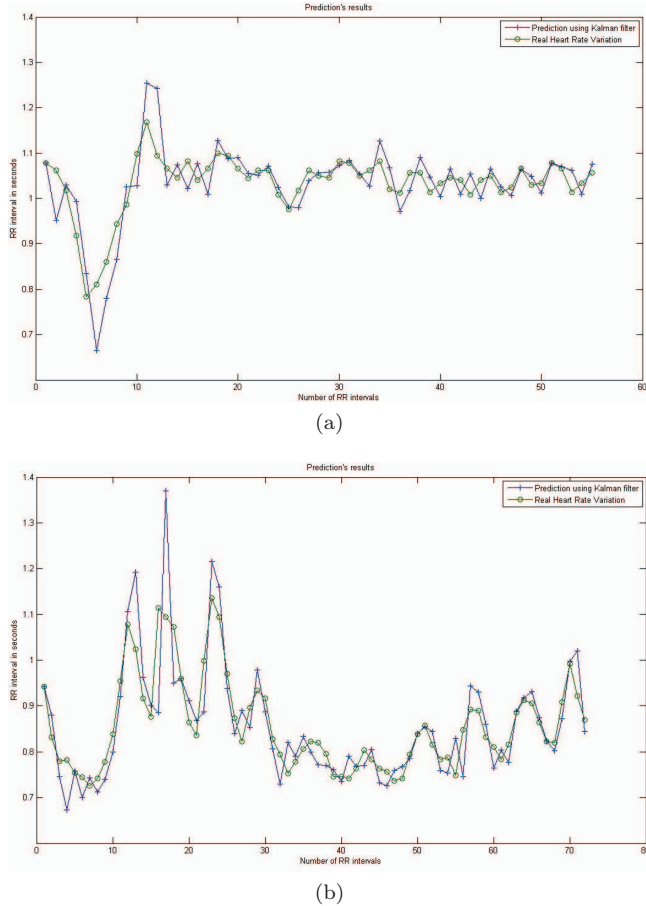 Prediction's results
1.4
1.3
1.2
1.1
1
0.9
0.8
0.7
RR interval in seconds
Prediction using Kalman filter
Real Heart Rate Variation
0 10 20 30 40 50 60
Number of RR intervals
(a)
Prediction's results
1.4
1.3
1.2
1.1
1
0.9
0.8
0.7
RR interval in seconds
Prediction using Kalman filter
Real Heart Rate Variation
0 10 20 30 40 50 60 70 80
Number of RR intervals
(b)